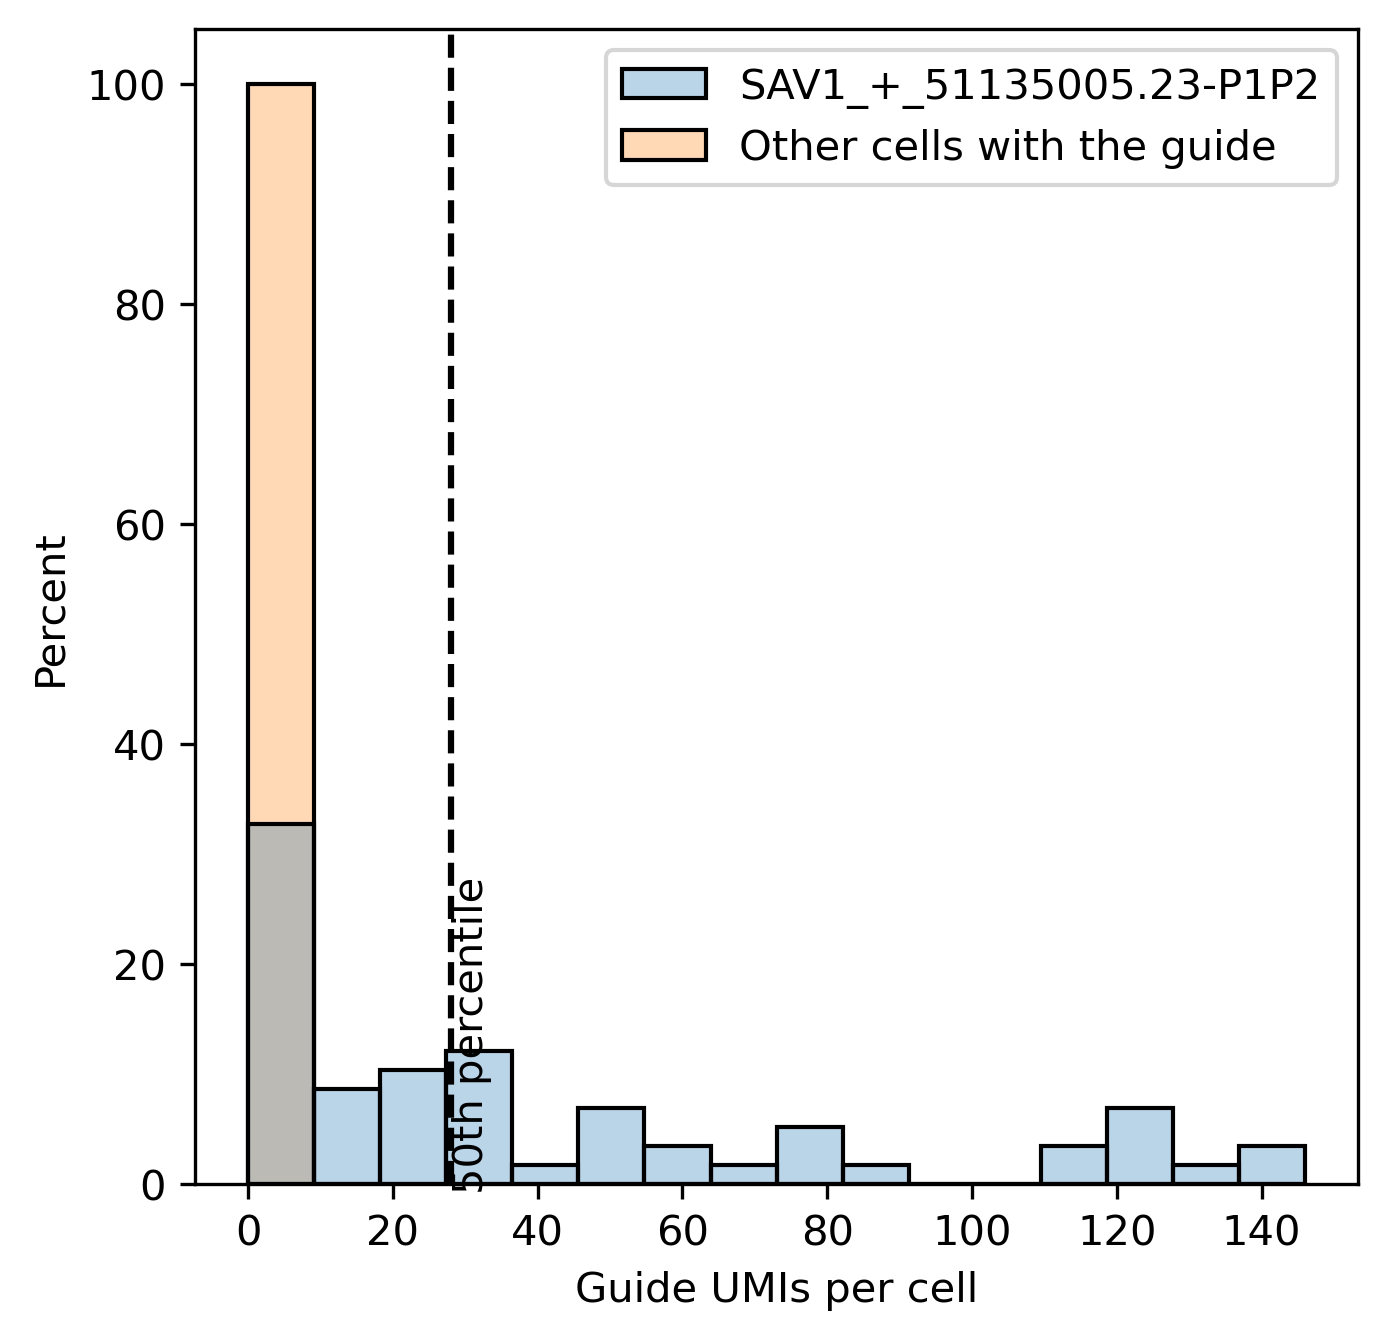 SAV1_+_51135005.23-P1P2
Other cells with the guide
100
80
60
40
20
0
Percent
50th percentile
0 20 40 60 80 100 120 140
Guide UMIs per cell